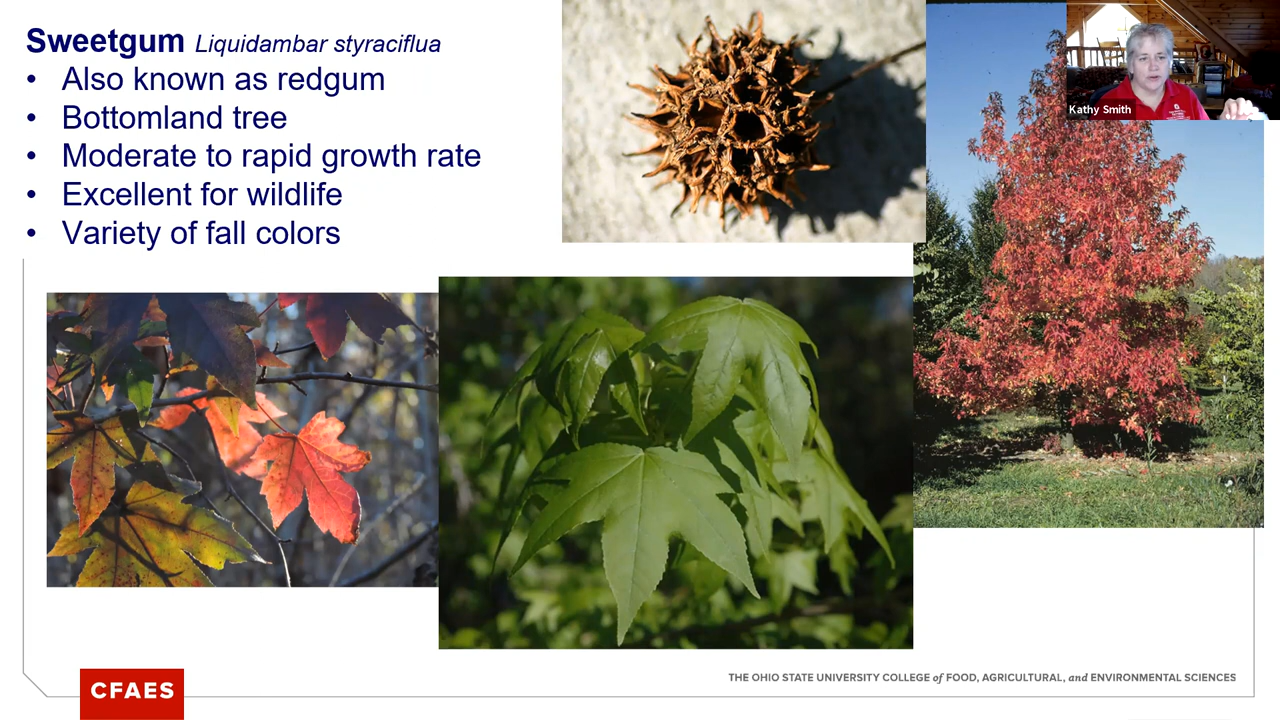 Sweetgum Liquidambar styraciflua
• Also known as redgum
• Bottomland tree
• Moderate to rapid growth rate
• Excellent for wildlife
• Variety of fall colors
Kathy Smith
CFAES
THE OHIO STATE UNIVERSITY COLLEGE of FOOD, AGRICULTURAL, and ENVIRONMENTAL SCIENCES